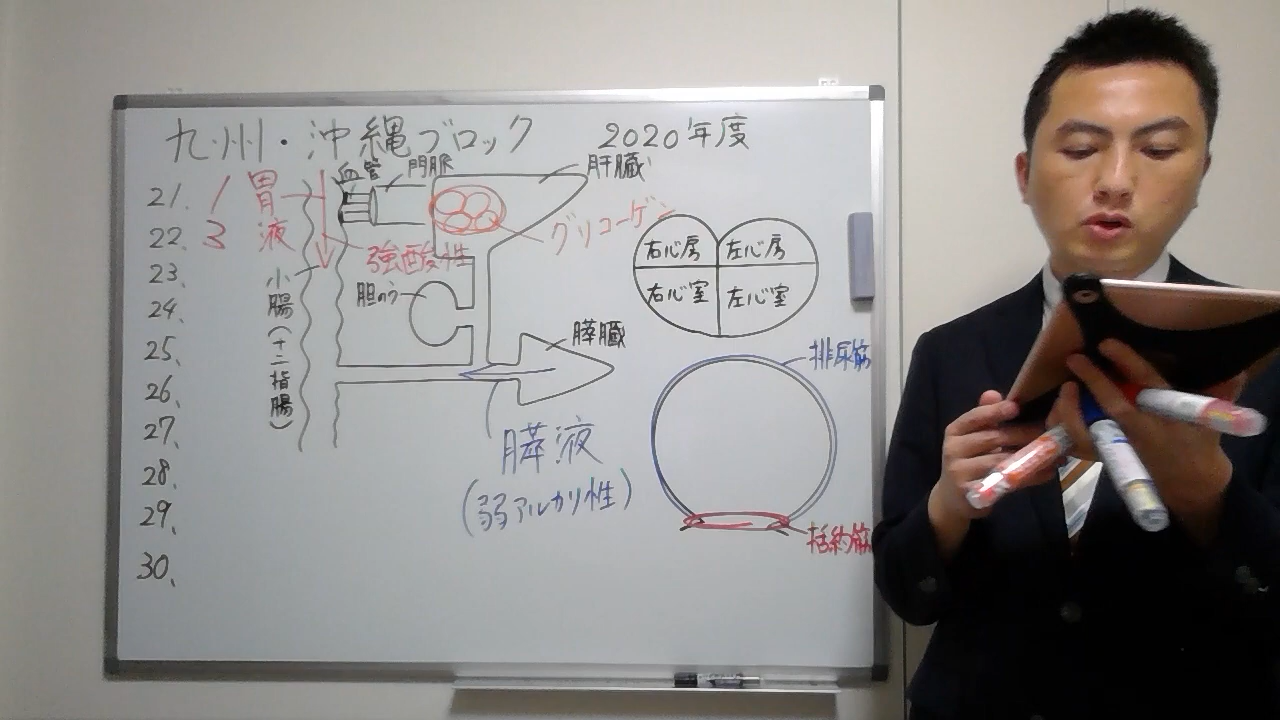 九州・沖縄ブロック 2020年度
血管 門脈 肝臓
21、 1 胃液
22、 3
強酸性 グリコーゲン
右心房 左心房
右心室 左心室
23、
小腸(十二指腸)
胆のう
24、
25、
膵臓 排尿筋
26、
27、
膵液
28、
(弱アルカリ性)
29、
括約筋
30、